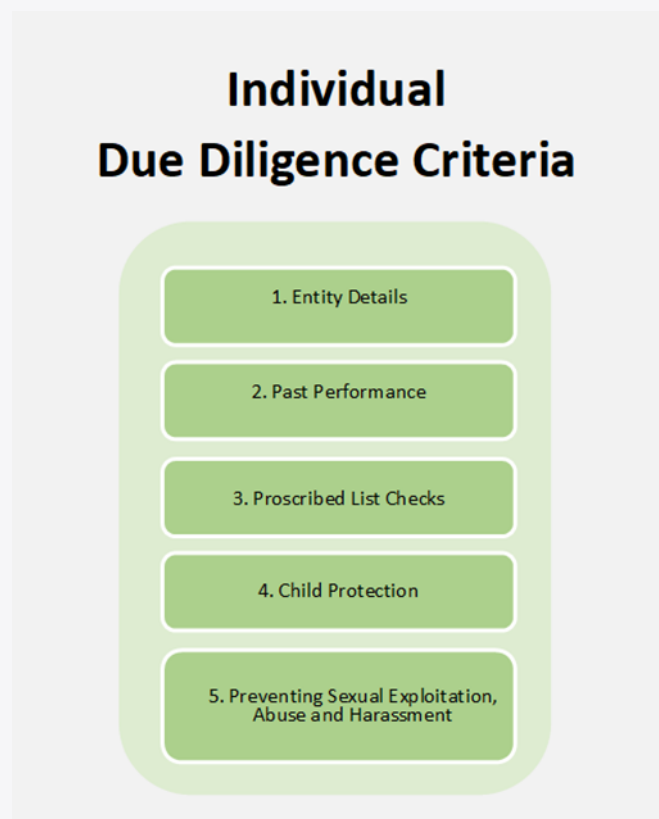 Individual
Due Diligence Criteria
1. Entity Details
2. Past Performance
3. Proscribed List Checks
4. Child Protection
5. Preventing Sexual Exploitation,
Abuse and Harassment